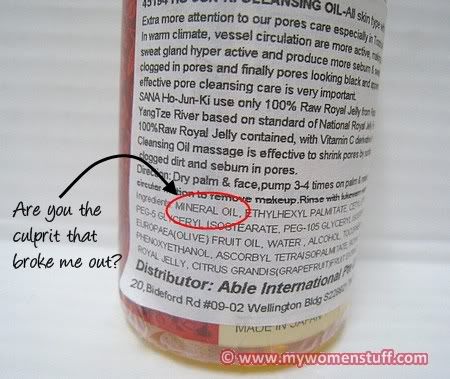 CLEANSING OIL-All skin type
Extra more attention to our pores care especially in
In warm climate, vessel circulation are more active,
sweat gland hyper active and produce more seburn &
clogged in pores and finally pores looking black and
effective pore cleansing care is very important.
SANA Ho-Jun-Ki use only 100% Raw Royal Jelly from
YangTze River based on standard of National Royal
100%Raw Royal Jelly contained, with Vitamin C
Cleansing Oil massage is effective to shrink pores by
clogged dirt and seburn in pores.
Direction: Dry palm & face,pump 3-4 times on palm &
circular to remove makeup.Rinse with
Ingredients: MINERAL OIL, ETHYLHEXYL PALMITATE,
PEG-5 GLYCERYL ISOSTEARATE, PEG-105
EUROPAEA(OLIVE) FRUIT OIL, WATER, ALCOHOL,
PHENOXYETHANOL, ASCORBYL
ROYAL JELLY, CITRUS GRANDIS(GRAPEFRUIT)FRUIT
Distributor: Able International
20,Bideford Rd #09-02 Wellington Bldg
MADE IN JAPAN
Are you the
culprit that
broke me out?
© www.mywomenstuff.com